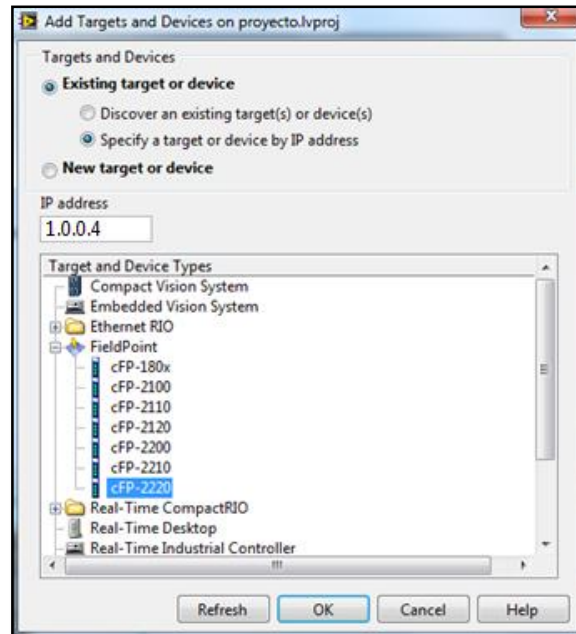 Add Targets and Devices on proyecto.lvproj
Targets and Devices
Existing target or device
Discover an existing target(s) or device(s)
Specify a target or device by IP address
New target or device
IP address
1.0.0.4
Target and Device Types
Compact Vision System
Embedded Vision System
Ethernet RIO
FieldPoint
cFP-180x
cFP-2100
cFP-2110
cFP-2120
cFP-2200
cFP-2210
cFP-2220
Real-Time CompactRIO
Real-Time Desktop
Real-Time Industrial Controller
Refresh OK Cancel Help